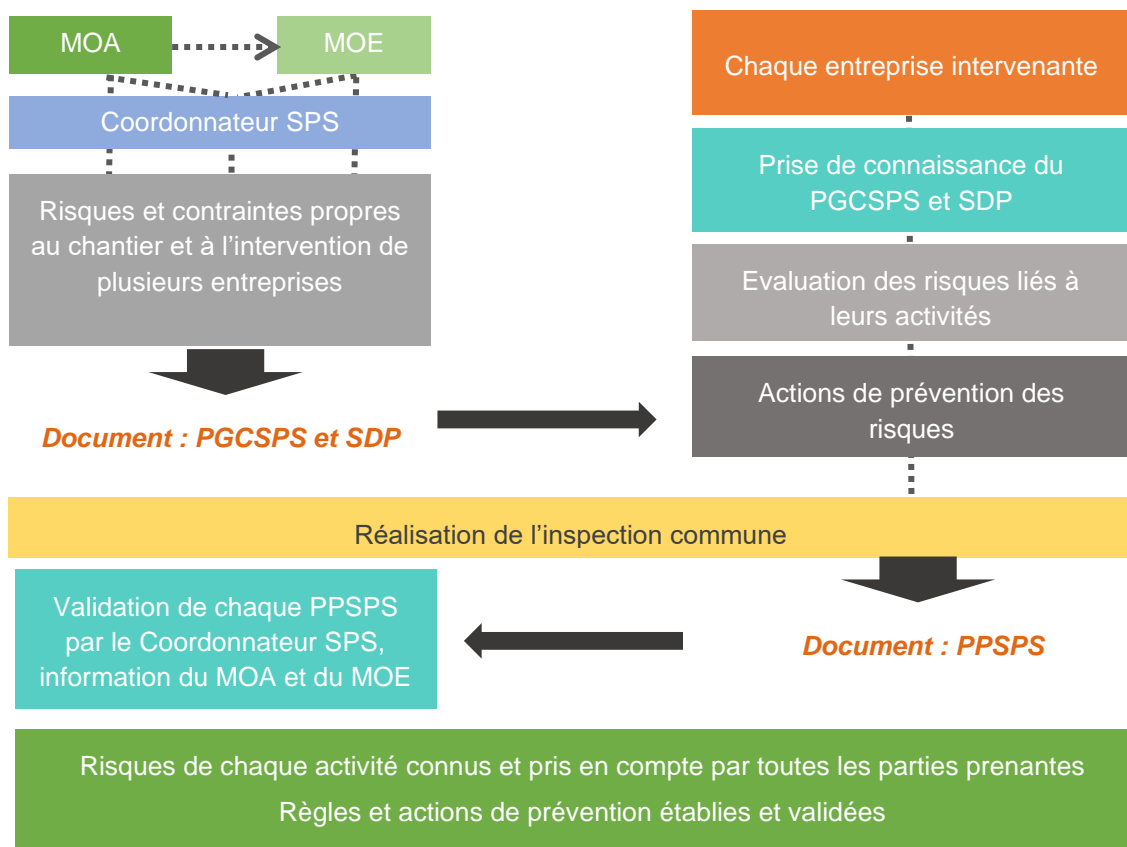 MOA
MOE
Coordonnateur SPS
Risques et contraintes propres
au chantier et à l’intervention de
plusieurs entreprises
Document : PGCSPS et SDP
Chaque entreprise intervenante
Prise de connaissance du
PGCSPS et SDP
Evaluation des risques liés à
leurs activités
Actions de prévention des
risques
Réalisation de l’inspection commune
Document : PPSPS
Validation de chaque PPSPS
par le Coordonnateur SPS,
information du MOA et du MOE
Risques de chaque activité connus et pris en compte par toutes les parties prenantes
Règles et actions de prévention établies et validées